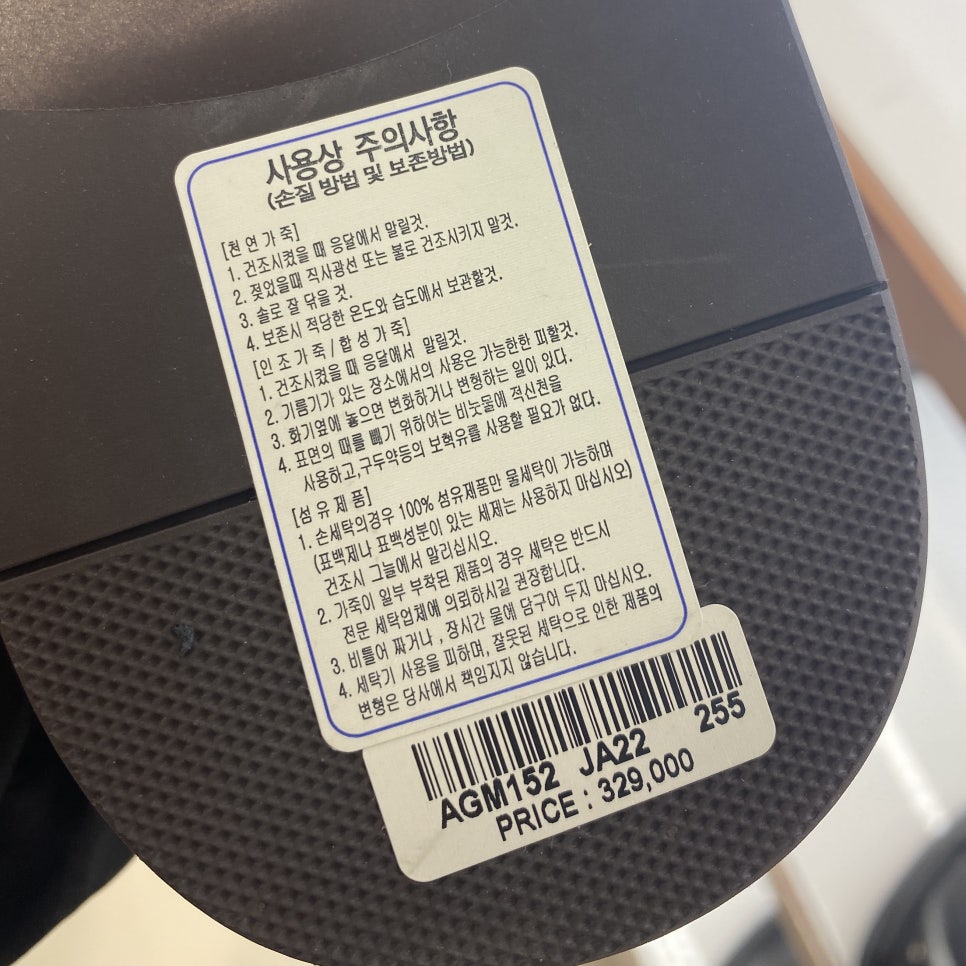 사용상 주의사항
(손질 방법 및 보존방법)
[천 연 가 죽]
1. 건조시켰을 때 응달에서 말릴것.
2. 젖었을때 직사광선 또는 불로 건조시키지 말것.
3. 솔로 잘 닦을 것.
4. 보존시 적당한 온도와 습도에서 보관할것.
[인 조 가 죽 / 합 성 가 죽]
1. 건조시켰을 때 응달에서 말릴것.
2. 기름기가 있는 장소에서의 사용은 가능한한 피할것.
3. 화기옆에 놓으면 변화하거나 변형하는 일이 있다.
4. 표면의 때를 빼기 위하여는 비눗물에 적신천을
사용하고,구두약등의 보혁유를 사용할 필요가 없다.
[섬 유 제 품]
1. 손세탁의경우 100% 섬유제품만 물세탁이 가능하며
(표백제나 표백성분이 있는 세제는 사용하지 마십시오)
건조시 그늘에서 말리십시오.
2. 가죽이 일부 부착된 제품의 경우 세탁은 반드시
전문 세탁업체에 의뢰하시길 권장합니다.
3. 비틀어 짜거나 , 장시간 물에 담구어 두지 마십시오.
4. 세탁기 사용을 피하며, 잘못된 세탁으로 인한 제품의
변형은 당사에서 책임지지 않습니다.
AGM152 JA22 255
PRICE : 329,000